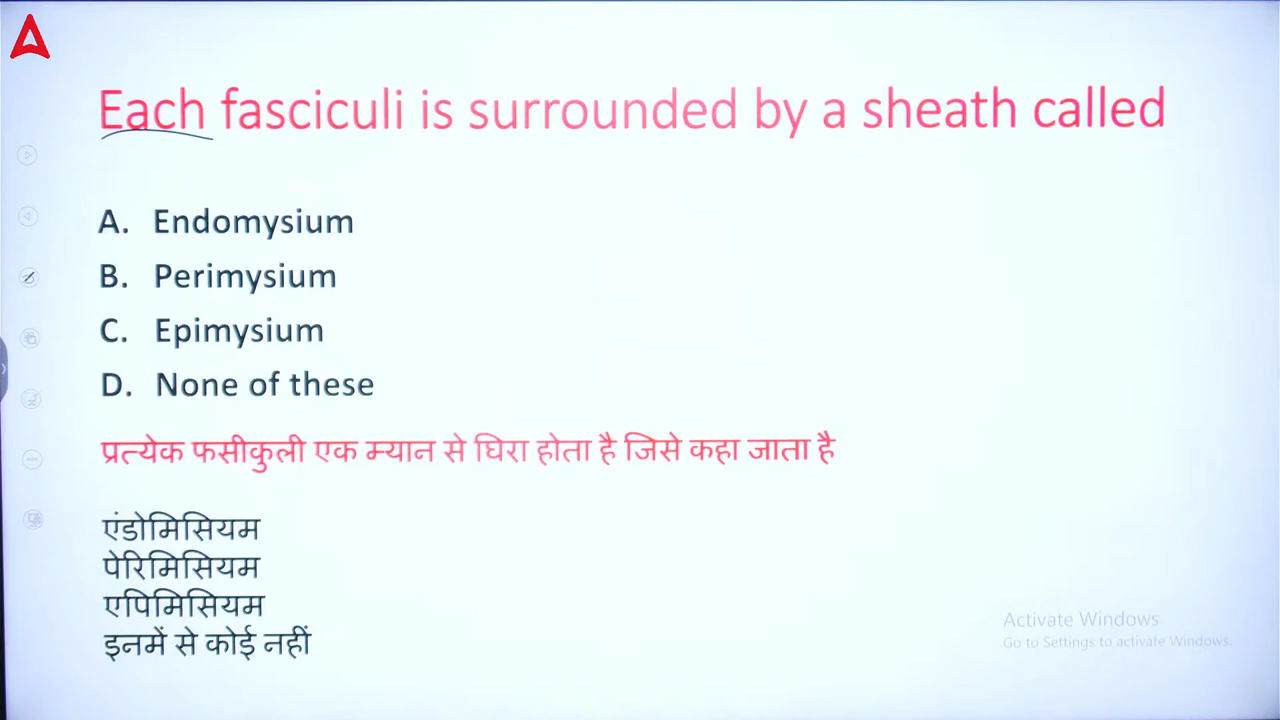 Each fasciculi is surrounded by a sheath called
A. Endomysium
B. Perimysium
C. Epimysium
D. None of these
प्रत्येक फसीकुली एक म्यान से घिरा होता है जिसे कहा जाता है
एंडोमिसियम
पेरिमिसियम
एपिमिसियम
इनमें से कोई नहीं
Activate Windows
Go to Settings to activate Windows.